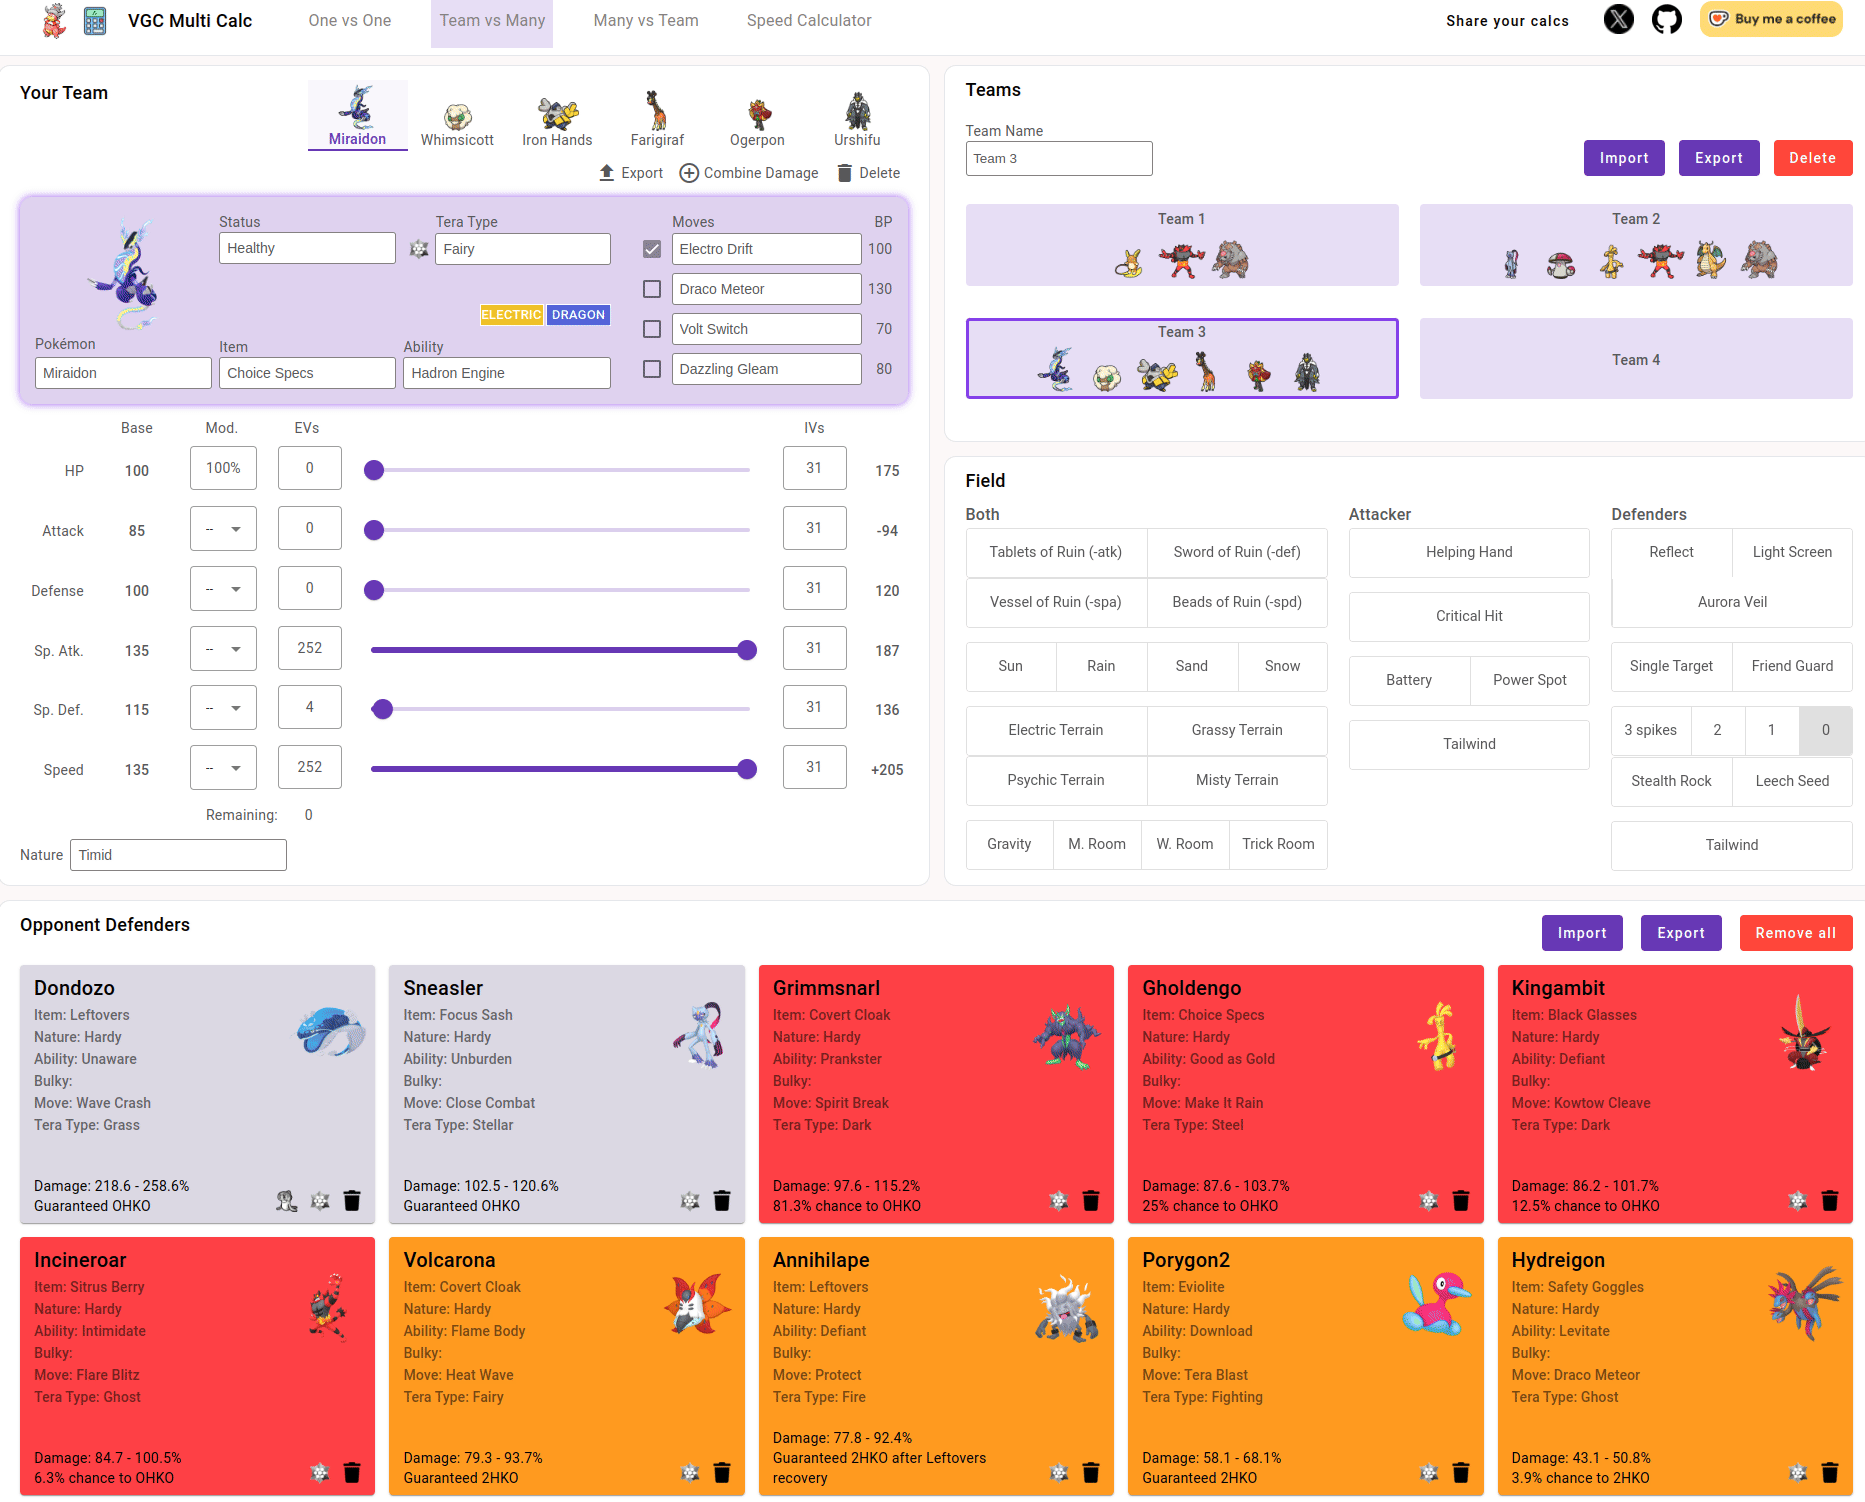 VGC Multi Calc
One vs One
Team vs Many
Many vs Team
Speed Calculator
Share your calcs
Buy me a coffee
Your Team
Miraidon
Whimsicott
Iron Hands
Farigiraf
Ogerpon
Urshifu
Export
Combine Damage
Delete
Status
Healthy
Tera Type
Fairy
ELECTRIC DRAGON
Pokémon
Miraidon
Item
Choice Specs
Ability
Hadron Engine
Moves BP
Electro Drift 100
Draco Meteor 130
Volt Switch 70
Dazzling Gleam 80
Base Mod. EVs IVs
HP 100 100% 0 31 175
Attack 85 -- 0 31 -94
Defense 100 -- 0 31 120
Sp. Atk. 135 -- 252 31 187
Sp. Def. 115 -- 4 31 136
Speed 135 -- 252 31 +205
Remaining: 0
Nature Timid
Teams
Team Name
Team 3
Import
Export
Delete
Team 1
Team 2
Team 3
Team 4
Field
Both
Tablets of Ruin (-atk) Sword of Ruin (-def)
Vessel of Ruin (-spa) Beads of Ruin (-spd)
Sun Rain Sand Snow
Electric Terrain Grassy Terrain
Psychic Terrain Misty Terrain
Gravity M. Room W. Room Trick Room
Attacker
Helping Hand
Critical Hit
Battery Power Spot
Tailwind
Defenders
Reflect Light Screen
Aurora Veil
Single Target Friend Guard
3 spikes 2 1 0
Stealth Rock Leech Seed
Tailwind
Opponent Defenders
Import
Export
Remove all
Dondozo
Item: Leftovers
Nature: Hardy
Ability: Unaware
Bulky:
Move: Wave Crash
Tera Type: Grass
Damage: 218.6 - 258.6%
Guaranteed OHKO
Sneasler
Item: Focus Sash
Nature: Hardy
Ability: Unburden
Bulky:
Move: Close Combat
Tera Type: Stellar
Damage: 102.5 - 120.6%
Guaranteed OHKO
Grimmsnarl
Item: Covert Cloak
Nature: Hardy
Ability: Prankster
Bulky:
Move: Spirit Break
Tera Type: Dark
Damage: 97.6 - 115.2%
81.3% chance to OHKO
Gholdengo
Item: Choice Specs
Nature: Hardy
Ability: Good as Gold
Bulky:
Move: Make It Rain
Tera Type: Steel
Damage: 87.6 - 103.7%
25% chance to OHKO
Kingambit
Item: Black Glasses
Nature: Hardy
Ability: Defiant
Bulky:
Move: Kowtow Cleave
Tera Type: Dark
Damage: 86.2 - 101.7%
12.5% chance to OHKO
Incineroar
Item: Sitrus Berry
Nature: Hardy
Ability: Intimidate
Bulky:
Move: Flare Blitz
Tera Type: Ghost
Damage: 84.7 - 100.5%
6.3% chance to OHKO
Volcarona
Item: Covert Cloak
Nature: Hardy
Ability: Flame Body
Bulky:
Move: Heat Wave
Tera Type: Fairy
Damage: 79.3 - 93.7%
Guaranteed 2HKO
Annihilape
Item: Leftovers
Nature: Hardy
Ability: Defiant
Bulky:
Move: Protect
Tera Type: Fire
Damage: 77.8 - 92.4%
Guaranteed 2HKO after Leftovers
recovery
Porygon2
Item: Eviolite
Nature: Hardy
Ability: Download
Bulky:
Move: Tera Blast
Tera Type: Fighting
Damage: 58.1 - 68.1%
Guaranteed 2HKO
Hydreigon
Item: Safety Goggles
Nature: Hardy
Ability: Levitate
Bulky:
Move: Draco Meteor
Tera Type: Ghost
Damage: 43.1 - 50.8%
3.9% chance to 2HKO